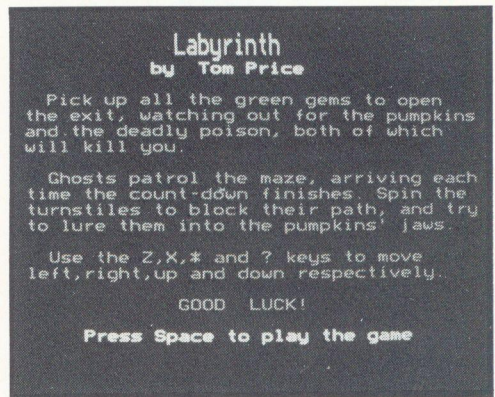 Labyrinth
by Tom Price
Pick up all the green gems to open
the exit, watching out for the pumpkins
and the deadly poison, both of which
will kill you.
Ghosts patrol the maze, arriving each
time the count-down finishes. Spin the
turnstiles to block their path, and try
to lure them into the pumpkins' jaws.
Use the Z,X,* and ? keys to move
left,right,up and down respectively.
GOOD LUCK!
Press Space to play the game